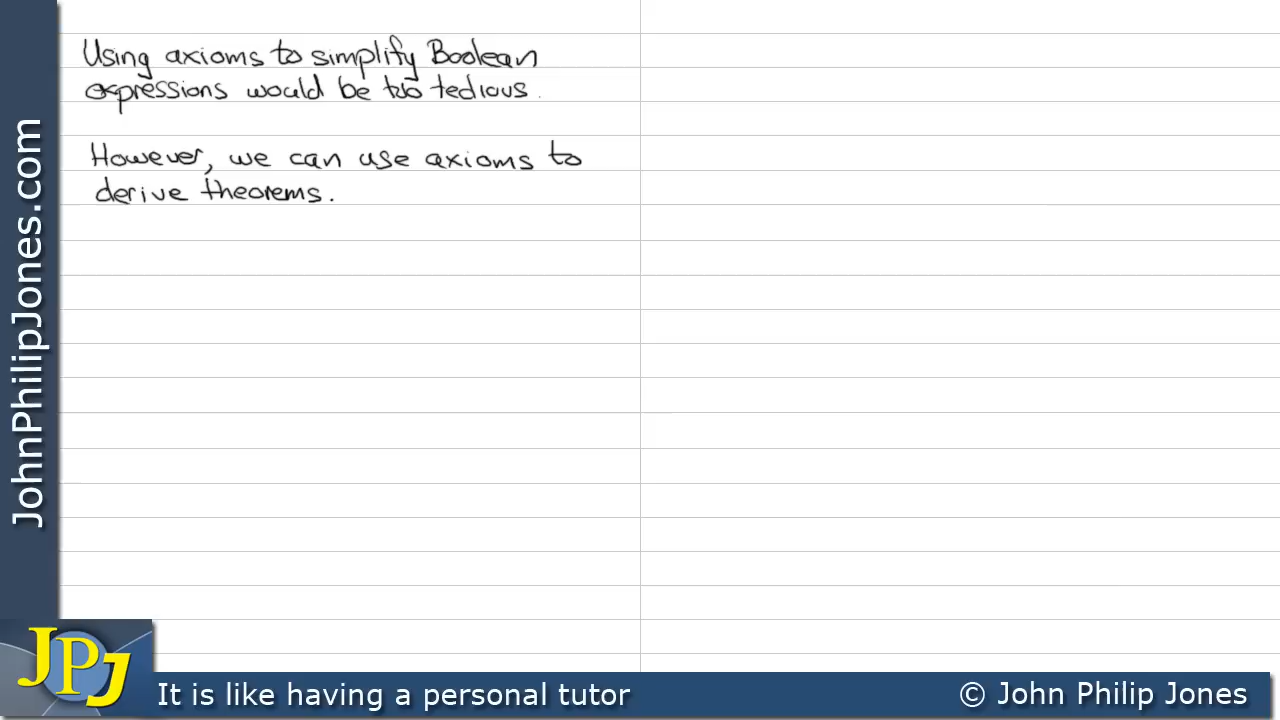 Using axioms to simplify Boolean
expressions would be too tedious.
However, we can use axioms to
derive theorems.
JohnPhilipJones.com
JPJ
It is like having a personal tutor
© John Philip Jones